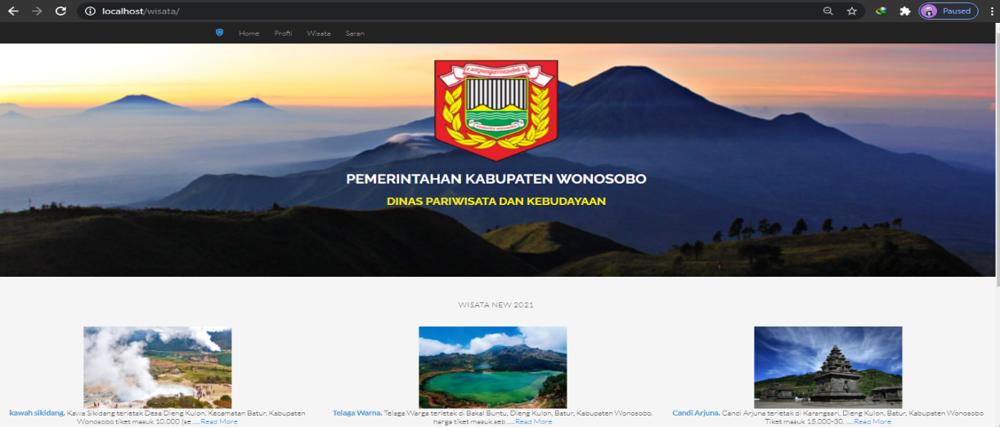 localhost/wisata/
Paused
Home Profil Wisata Saran
PEMERINTAHAN KABUPATEN WONOSOBO
DINAS PARIWISATA DAN KEBUDAYAAN
WISATA NEW 2021
kawah sikidang. Kawa Sikidang terletak Desa Dieng Kulon, Kecamatan Batur, Kabupaten
Wonosobo tiket masuk 10.000 (se .....Read More
Telaga Warna. Telaga Warga terletak di Bakal Buntu, Dieng Kulon, Batur, Kabupaten Wonosobo.
harga tiket masuk seb .....Read More
Candi Arjuna. Candi Arjuna terletak di Karangsari, Dieng Kulon, Batur, Kabupaten Wonosobo
Tiket masuk 15.000-30. .....Read More